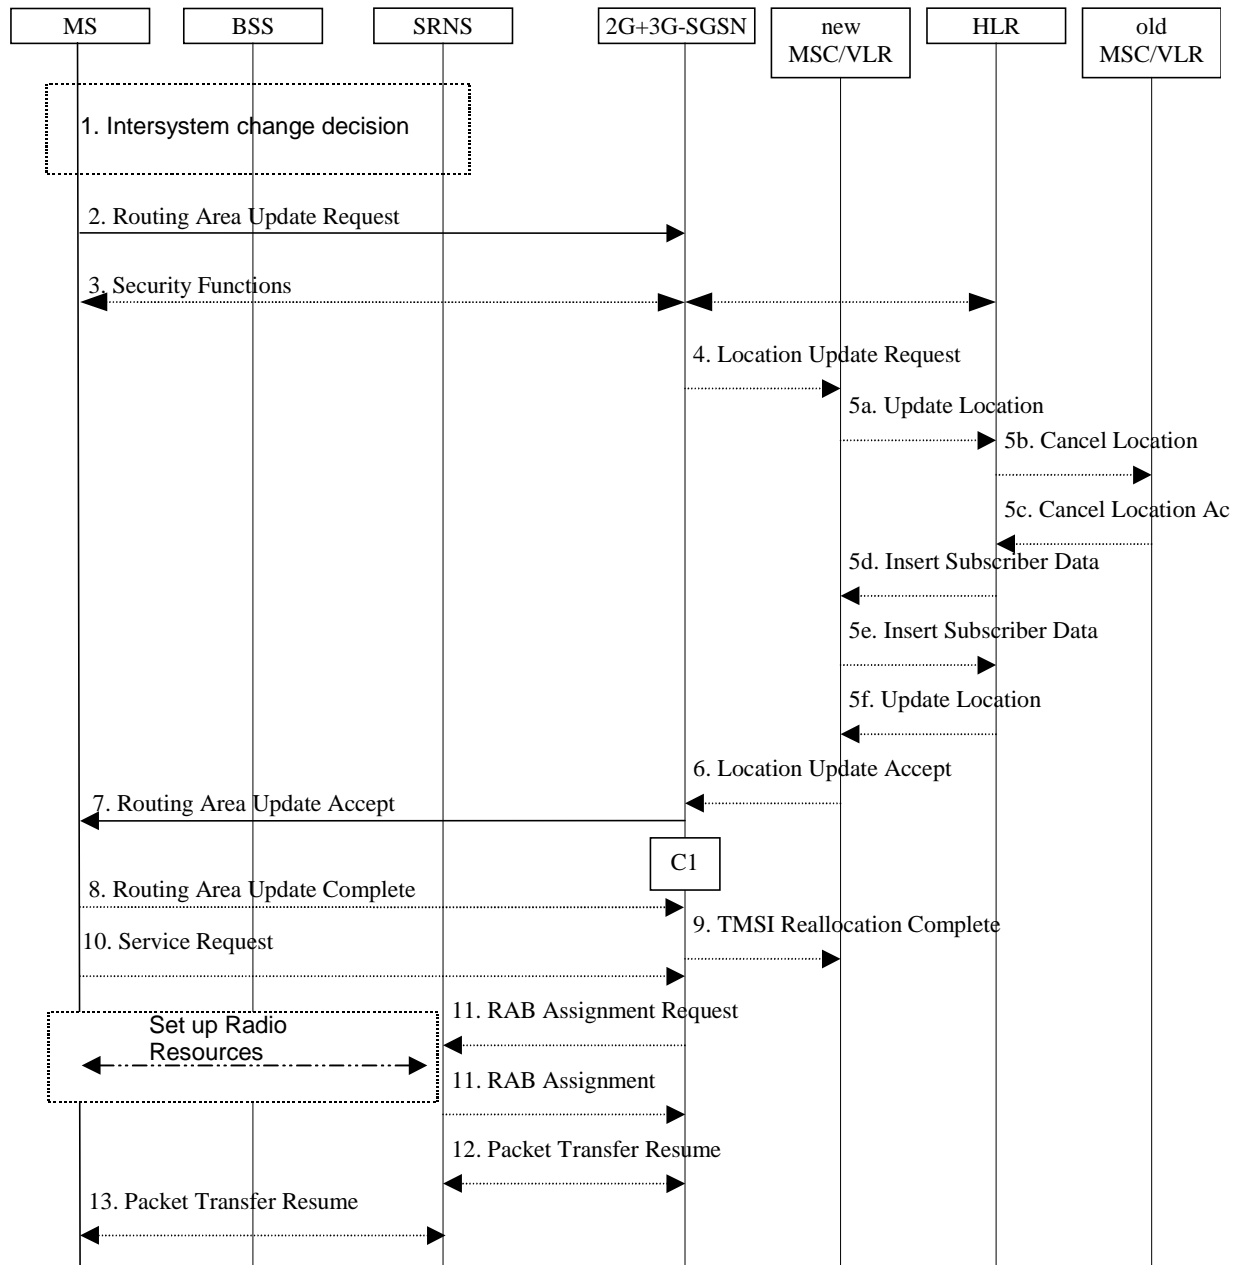 MS
BSS
SRNS
2G+3G-SGSN
new
MSC/VLR
HLR
old
MSC/VLR
1. Intersystem change decision
2. Routing Area Update Request
3. Security Functions
4. Location Update Request
5a. Update Location
5b. Cancel Location
5c. Cancel Location Ac
5d. Insert Subscriber Data
5e. Insert Subscriber Data
5f. Update Location
6. Location Update Accept
7. Routing Area Update Accept
C1
8. Routing Area Update Complete
9. TMSI Reallocation Complete
10. Service Request
11. RAB Assignment Request
Set up Radio
Resources
11. RAB Assignment
12. Packet Transfer Resume
13. Packet Transfer Resume